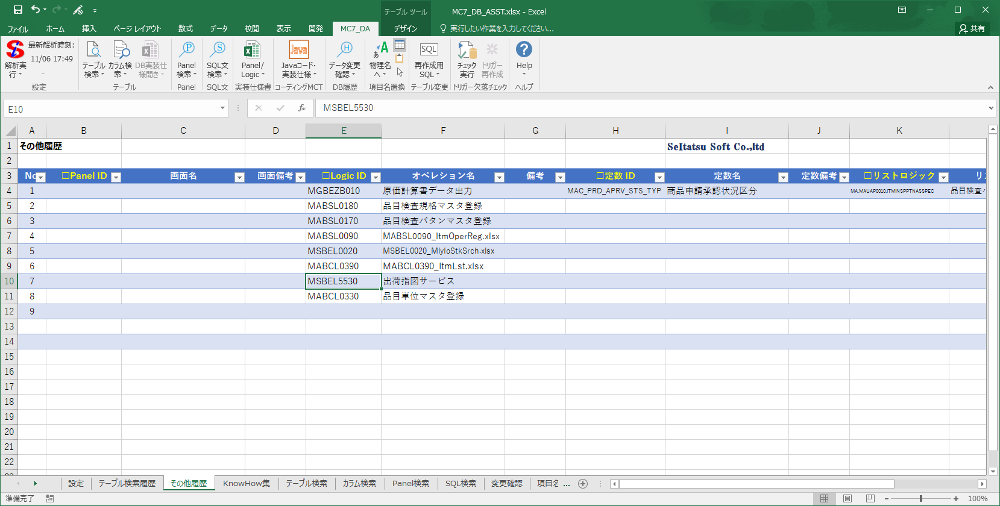 テーブル ツール
MC7_DB_ASST.xlsx - Excel
ファイル ホーム 挿入 ページ レイアウト 数式 データ 校閲 表示 開発 MC7_DA デザイン 実行したい作業を入力してください... 共有
解析実行
最新解析時刻:
11/06 17:49
-
設定
テーブル検索
カラム検索
DB実装仕様開き
テーブル
Panel検索
Panel
SQL文検索
SQL文
Panel/Logic
実装仕様書
Java
Javaコード・実装仕様
コーディングMCT
データ変更確認
DB履歴
物理名へ
項目名置換
SQL
再作成用SQL
テーブル変更
チェック実行
トリガー再作成
トリガー欠落チェック
Help
ヘルプ
E10 fx MSBEL5530
A B C D E F G H I J K
1 その他履歴 SeItatsu Soft Co.,ltd
2
3 No □Panel ID 画面名 画面備考 □Logic ID オペレション名 備考 □定数 ID 定数名 定数備考 □リストロジック リ
4 1 MGBEZB010 原価計算書データ出力 MAC_PRD_APRV_STS_TYP 商品申請承認状況区分 MA.MAUAP0010.ITMINSPPTNASSPEC 品目検査
5 2 MABSL0180 品目検査規格マスタ登録
6 3 MABSL0170 品目検査パタンマスタ登録
7 4 MABSL0090 MABSL0090_ItmOperReg.xlsx
8 5 MSBEL0020 MSBEL0020_MlyIoStkSrch.xlsx
9 6 MABCL0390 MABCL0390_ItmLst.xlsx
10 7 MSBEL5530 出荷指図サービス
11 8 MABCL0330 品目単位マスタ登録
12 9
13
14
15
16
17
18
19
20
21
22
設定 テーブル検索履歴 その他履歴 KnowHow集 テーブル検索 カラム検索 Panel検索 SQL検索 変更確認 項目名 ...
準備完了 100%